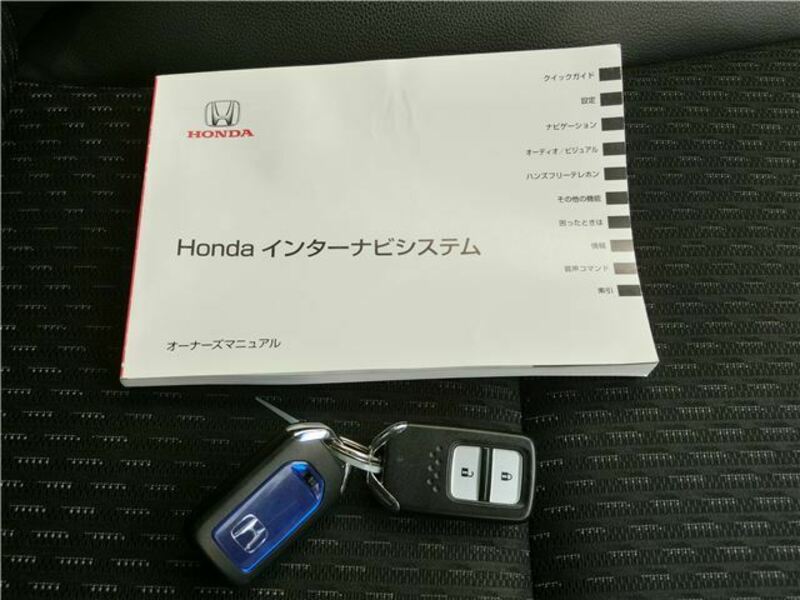 HONDA
クイックガイド
設定
ナビゲーション
オーディオ/ビジュアル
ハンズフリーテレホン
その他の機能
困ったときは
情報
音声コマンド
索引
Honda インターナビシステム
オーナーズマニュアル